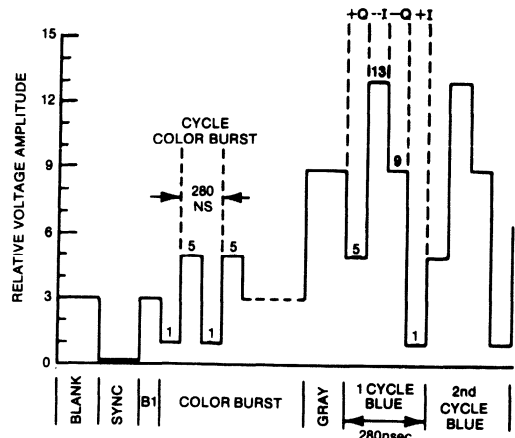 +Q --I --Q +I
15
12
9
6
3
0
RELATIVE VOLTAGE AMPLITUDE
CYCLE
COLOR BURST
280
NS
1
5
1
5
5
13
9
1
BLANK
SYNC
B1
COLOR BURST
GRAY
1 CYCLE
BLUE
280nsec
2nd
CYCLE
BLUE